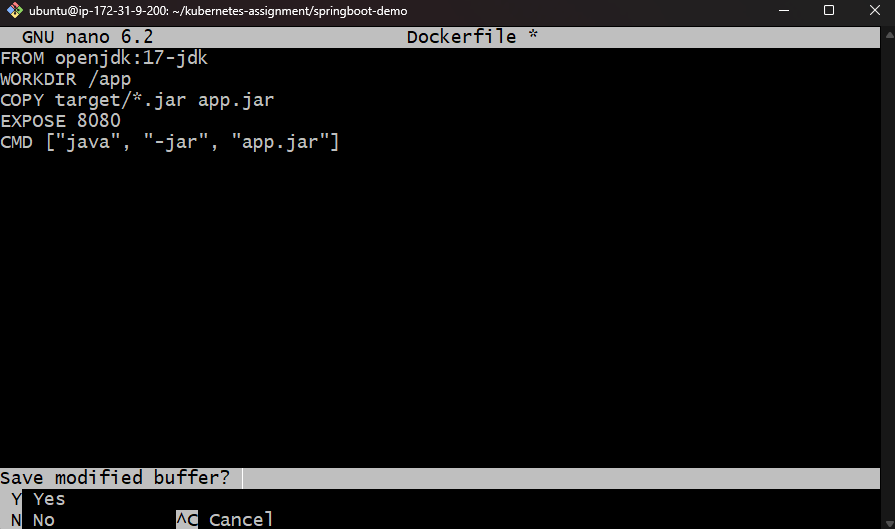 ubuntu@ip-172-31-9-200: ~/kubernetes-assignment/springboot-demo
GNU nano 6.2 Dockerfile *
FROM openjdk:17-jdk
WORKDIR /app
COPY target/*.jar app.jar
EXPOSE 8080
CMD ["java", "-jar", "app.jar"]
Save modified buffer?
Y Yes
N No ^C Cancel